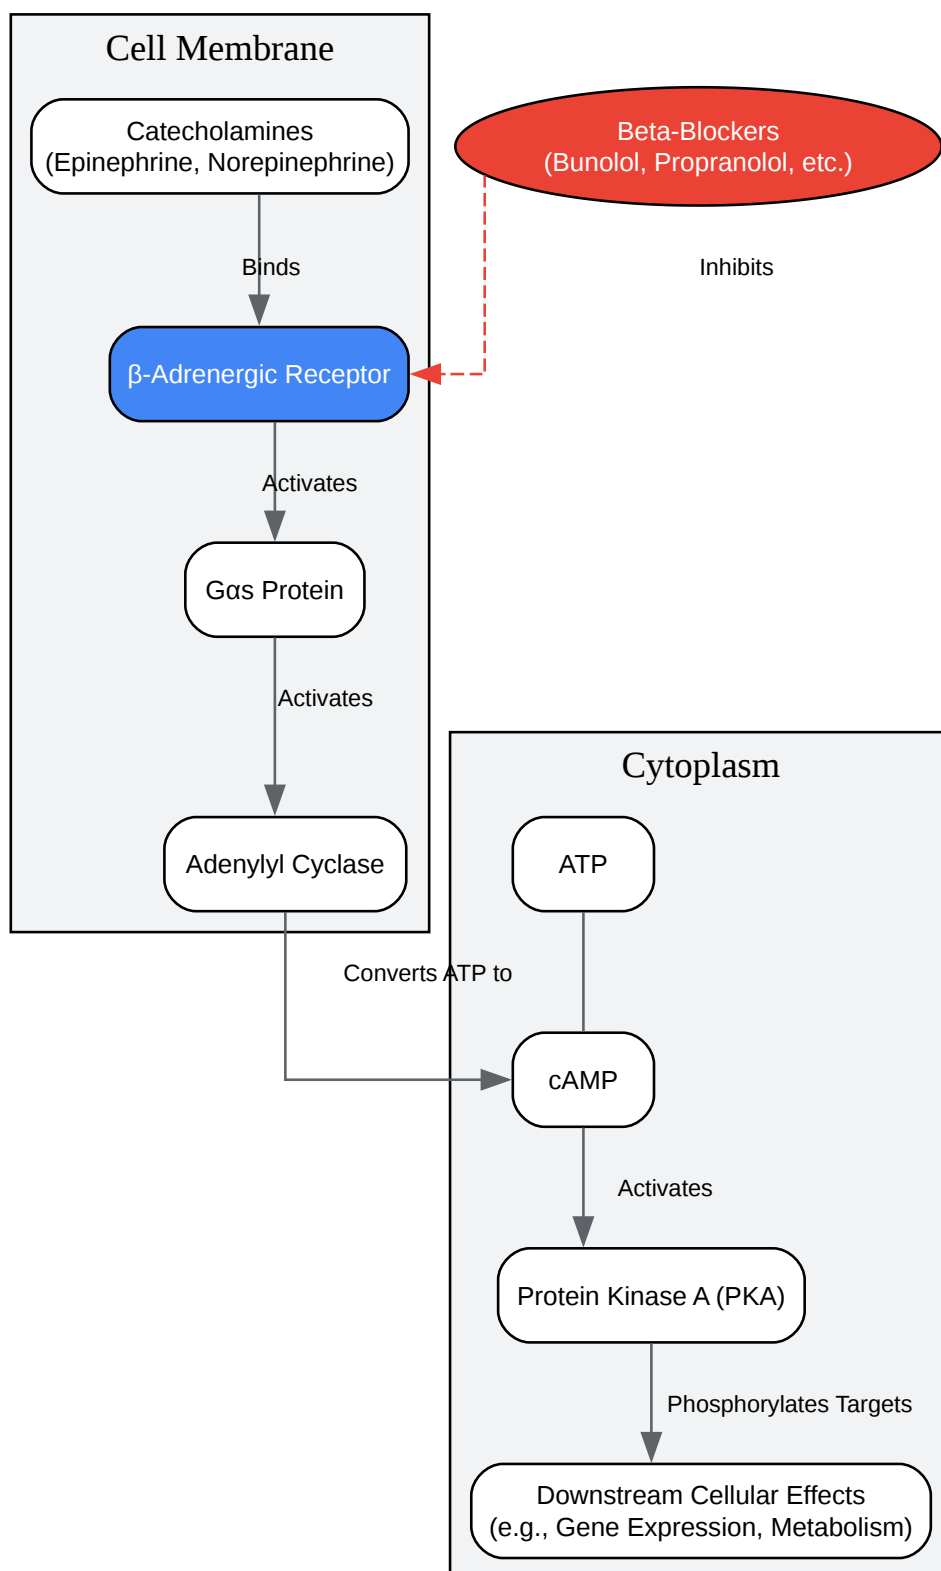 Cell Membrane
Catecholamines
(Epinephrine, Norepinephrine)
Beta-Blockers
(Bunolol, Propranolol, etc.)
Binds
Inhibits
β-Adrenergic Receptor
Activates
Gαs Protein
Activates
Cytoplasm
Adenylyl Cyclase
ATP
Converts ATP to
cAMP
Activates
Protein Kinase A (PKA)
Phosphorylates Targets
Downstream Cellular Effects
(e.g., Gene Expression, Metabolism)